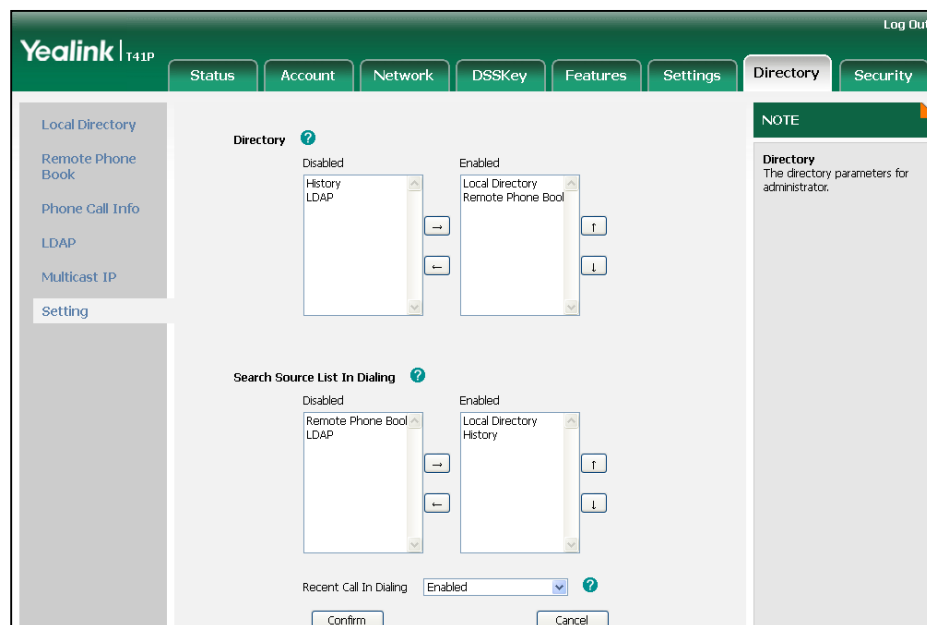 Log Out
Yealink T41P
Status Account Network DSSKey Features Settings Directory Security
Local Directory
Remote Phone
Book
Phone Call Info
LDAP
Multicast IP
Setting
Directory ?
Disabled Enabled
History
LDAP
Local Directory
Remote Phone Bool
→
←
↑
↓
Search Source List In Dialing ?
Disabled Enabled
Remote Phone Bool
LDAP
Local Directory
History
→
←
↑
↓
Recent Call In Dialing Enabled ?
Confirm Cancel
NOTE
Directory
The directory parameters for
administrator.